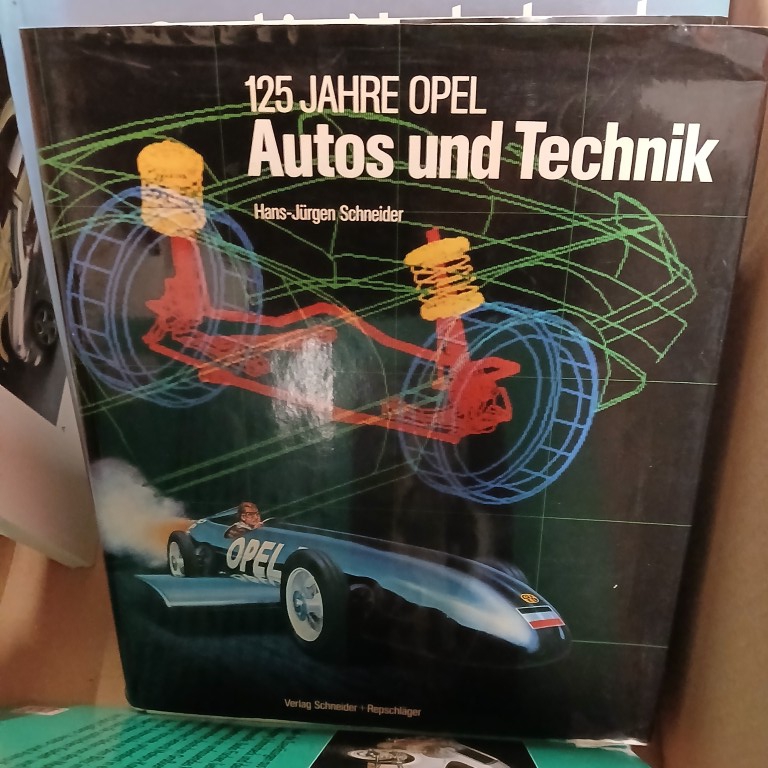 125 JAHRE OPEL
Autos und Technik
Hans-Jürgen Schneider
OPEL
Verlag Schneider + Repschläger